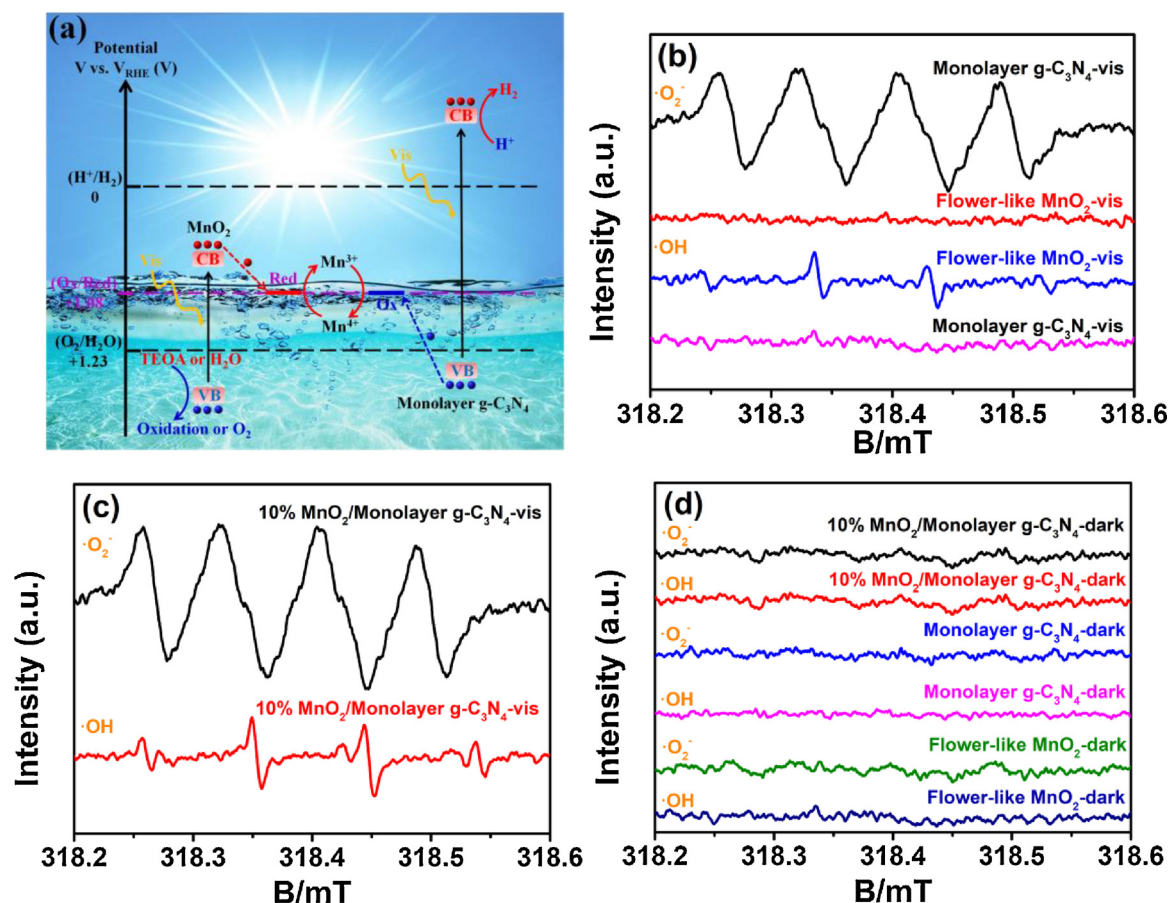 (a)
Potential
V vs. V_RHE (V)
H₂
CB
H⁺
Vis
(H⁺/H₂)
0
MnO₂
CB
Vis
Red
Mn³⁺
(Ox/Red)
Ox
Mn⁴⁺
(O₂/H₂O)
+1.23
TEOA or H₂O
VB
VB
Monolayer g-C₃N₄
Oxidation or O₂
(b)
Monolayer g-C₃N₄-vis
·O₂⁻
Flower-like MnO₂-vis
·OH
Flower-like MnO₂-vis
Monolayer g-C₃N₄-vis
Intensity (a.u.)
318.2 318.3 318.4 318.5 318.6
B/mT
(c)
10% MnO₂/Monolayer g-C₃N₄-vis
·O₂⁻
10% MnO₂/Monolayer g-C₃N₄-vis
·OH
Intensity (a.u.)
318.2 318.3 318.4 318.5 318.6
B/mT
(d)
10% MnO₂/Monolayer g-C₃N₄-dark
·O₂⁻
10% MnO₂/Monolayer g-C₃N₄-dark
·OH
Monolayer g-C₃N₄-dark
·O₂⁻
Monolayer g-C₃N₄-dark
·OH
Flower-like MnO₂-dark
·O₂⁻
Flower-like MnO₂-dark
·OH
Intensity (a.u.)
318.2 318.3 318.4 318.5 318.6
B/mT